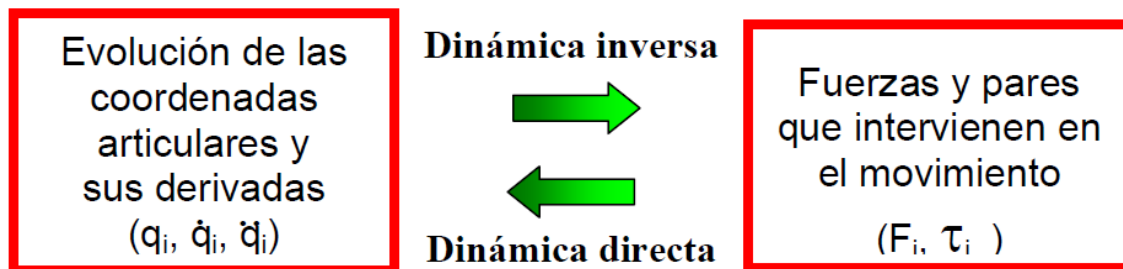 Evolución de las
coordenadas
articulares y
sus derivadas
(qᵢ, q̇ᵢ, q̈ᵢ)
Dinámica inversa
Dinámica directa
Fuerzas y pares
que intervienen en
el movimiento
(Fᵢ, τᵢ )